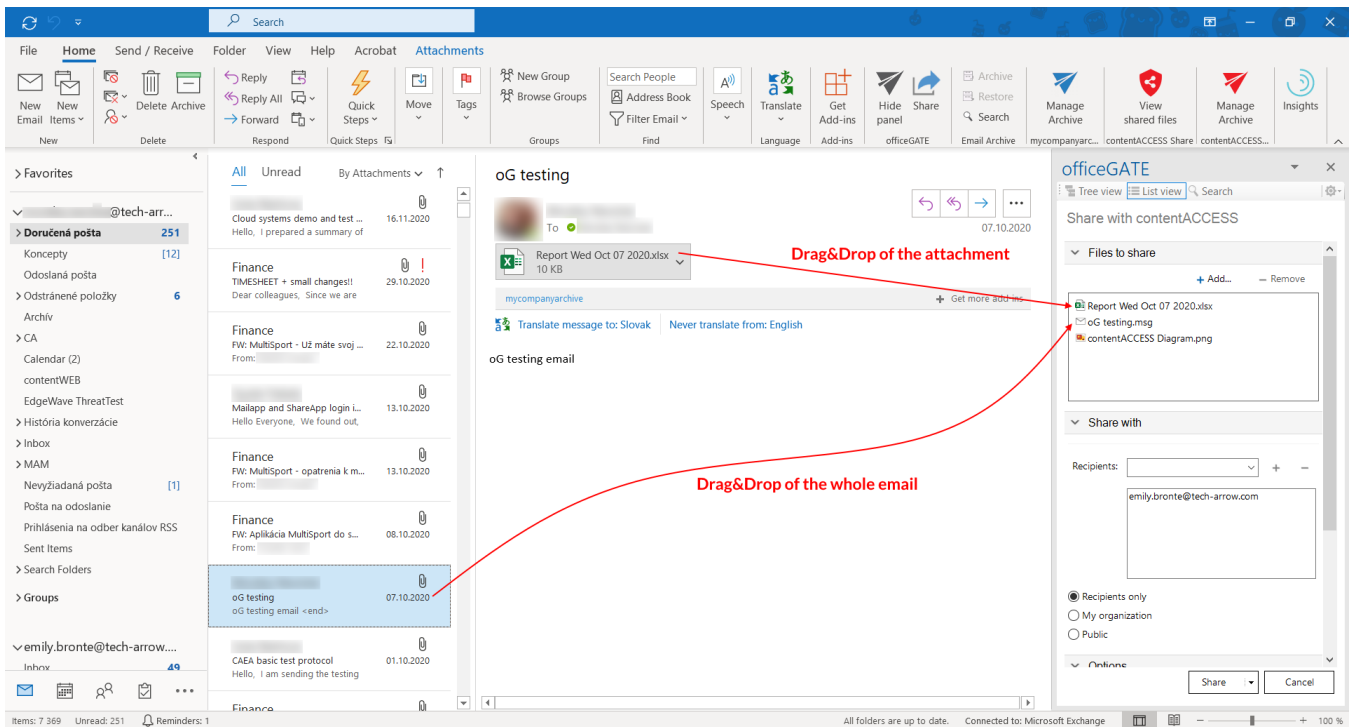 Search
File Home Send / Receive Folder View Help Acrobat Attachments
New Email
New Items
New
Delete
Archive
Delete
Reply
Reply All
Forward
Respond
Quick Steps
Quick Steps
Move
Tags
New Group
Browse Groups
Groups
Search People
Address Book
Filter Email
Find
Speech
Translate
Language
Get Add-ins
Add-ins
Hide panel
Share
officeGATE
Archive
Restore
Search
Email Archive
Manage Archive
mycompanyarc...
View shared files
contentACCESS Share
Manage Archive
contentACCESS...
Insights
Favorites
@tech-arr...
Doručená pošta 251
Koncepty [12]
Odoslaná pošta
Odstránené položky 6
Archív
CA
Calendar (2)
contentWEB
EdgeWave ThreatTest
História konverzácie
Inbox
MAM
Nevyžiadaná pošta [1]
Pošta na odoslanie
Prihlásenia na odber kanálov RSS
Sent Items
Search Folders
Groups
emily.bronte@tech-arrow....
Inbox 49
All Unread By Attachments
Cloud systems demo and test ... 16.11.2020
Hello, I prepared a summary of
Finance
TIMESHEET + small changes!! 29.10.2020
Dear colleagues, Since we are
Finance
FW: MultiSport - Už máte svoj ... 22.10.2020
From:
Mailapp and ShareApp login i... 13.10.2020
Hello Everyone, We found out,
Finance
FW: MultiSport - opatrenia k m... 13.10.2020
From:
Finance
FW: Aplikácia MultiSport do s... 08.10.2020
From:
oG testing 07.10.2020
oG testing email <end>
CAEA basic test protocol 01.10.2020
Hello, I am sending the testing
Finance
oG testing
To
07.10.2020
Report Wed Oct 07 2020.xlsx
10 KB
mycompanyarchive
Get more add-ins
Translate message to: Slovak Never translate from: English
oG testing email
Drag&Drop of the attachment
Drag&Drop of the whole email
officeGATE
Tree view List view Search
Share with contentACCESS
Files to share
+ Add... − Remove
Report Wed Oct 07 2020.xlsx
oG testing.msg
contentACCESS Diagram.png
Share with
Recipients:
emily.bronte@tech-arrow.com
Recipients only
My organization
Public
Options
Share Cancel
Items: 7 369 Unread: 251 Reminders: 1 All folders are up to date. Connected to: Microsoft Exchange 100 %